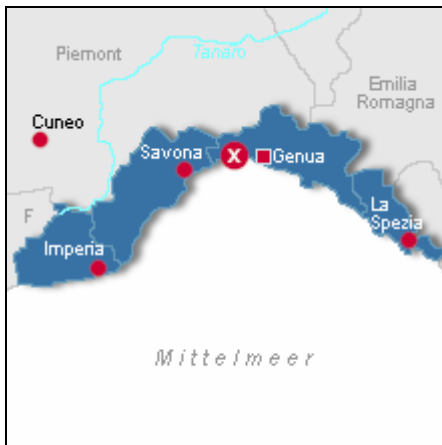 Piemont
Tanaro
Emilia
Romagna
Cuneo
Savona
X
Genua
La
Spezia
F
Imperia
Mittelmeer